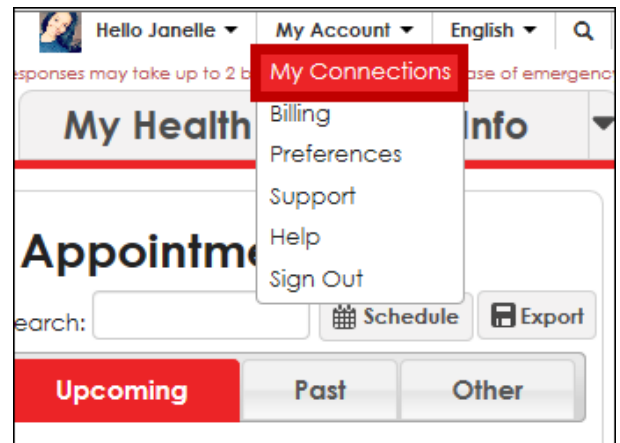 Hello Janelle My Account English
esponses may take up to 2 b My Connections ase of emergenc
My Health Info
Billing
Preferences
Support
Help
Sign Out
Appointme
earch: Schedule Export
Upcoming Past Other